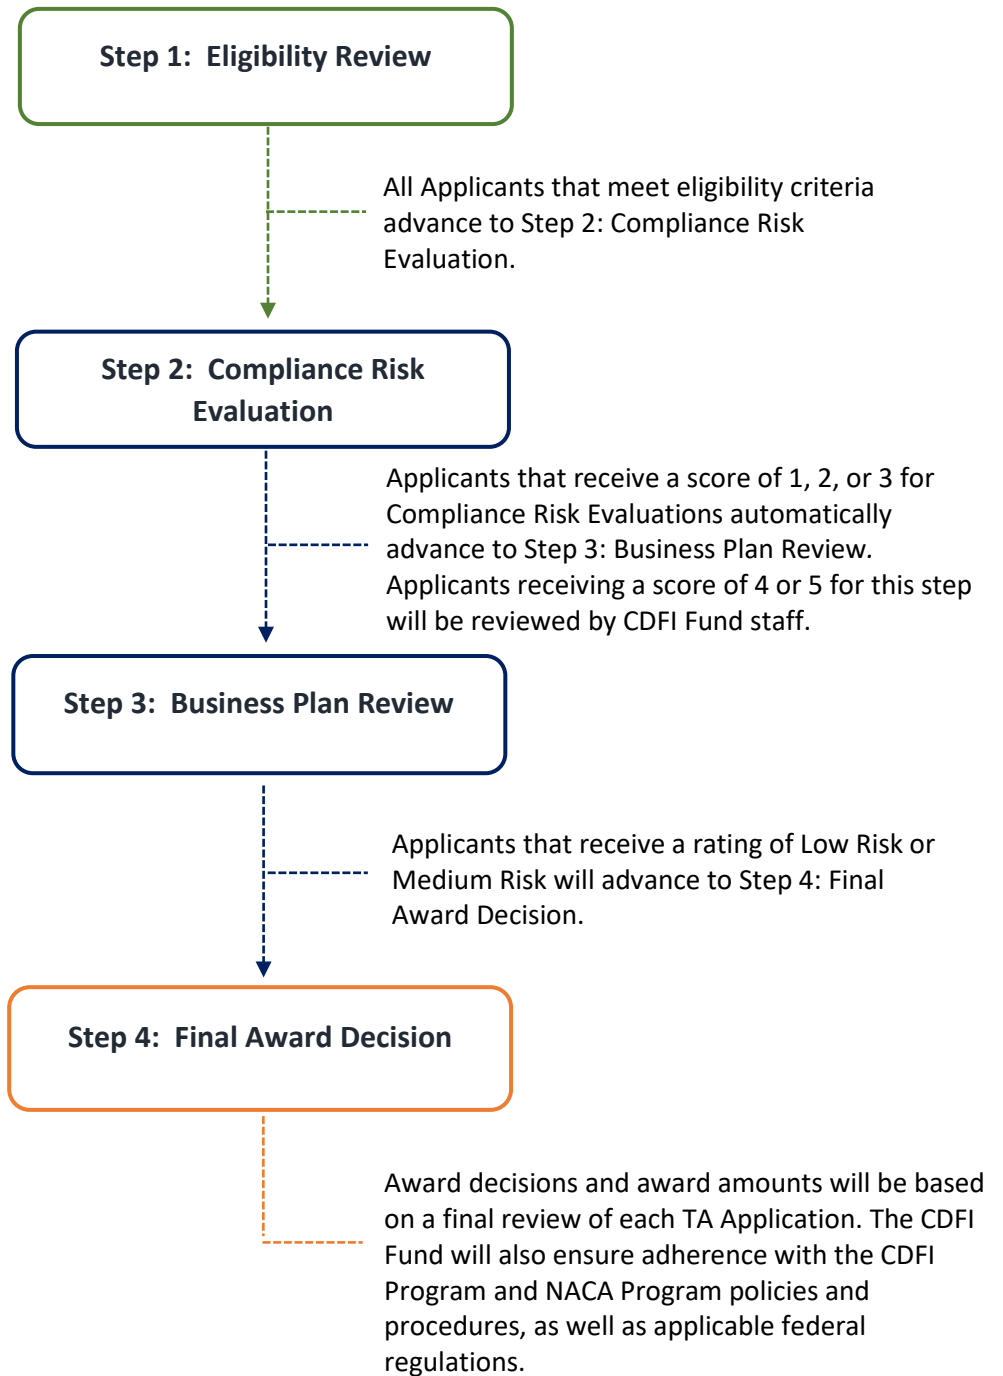 Step 1: Eligibility Review
All Applicants that meet eligibility criteria
advance to Step 2: Compliance Risk
Evaluation.
Step 2: Compliance Risk
Evaluation
Applicants that receive a score of 1, 2, or 3 for
Compliance Risk Evaluations automatically
advance to Step 3: Business Plan Review.
Applicants receiving a score of 4 or 5 for this step
will be reviewed by CDFI Fund staff.
Step 3: Business Plan Review
Applicants that receive a rating of Low Risk or
Medium Risk will advance to Step 4: Final
Award Decision.
Step 4: Final Award Decision
Award decisions and award amounts will be based
on a final review of each TA Application. The CDFI
Fund will also ensure adherence with the CDFI
Program and NACA Program policies and
procedures, as well as applicable federal
regulations.